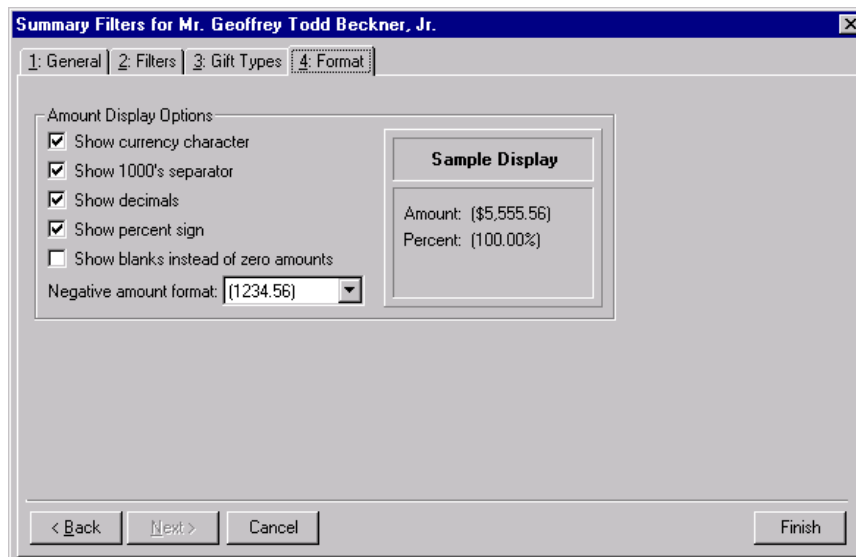 Summary Filters for Mr. Geoffrey Todd Beckner, Jr.
1: General 2: Filters 3: Gift Types 4: Format
Amount Display Options
Show currency character
Show 1000's separator
Show decimals
Show percent sign
Show blanks instead of zero amounts
Negative amount format: (1234.56)
Sample Display
Amount: ($5,555.56)
Percent: (100.00%)
< Back Next > Cancel Finish